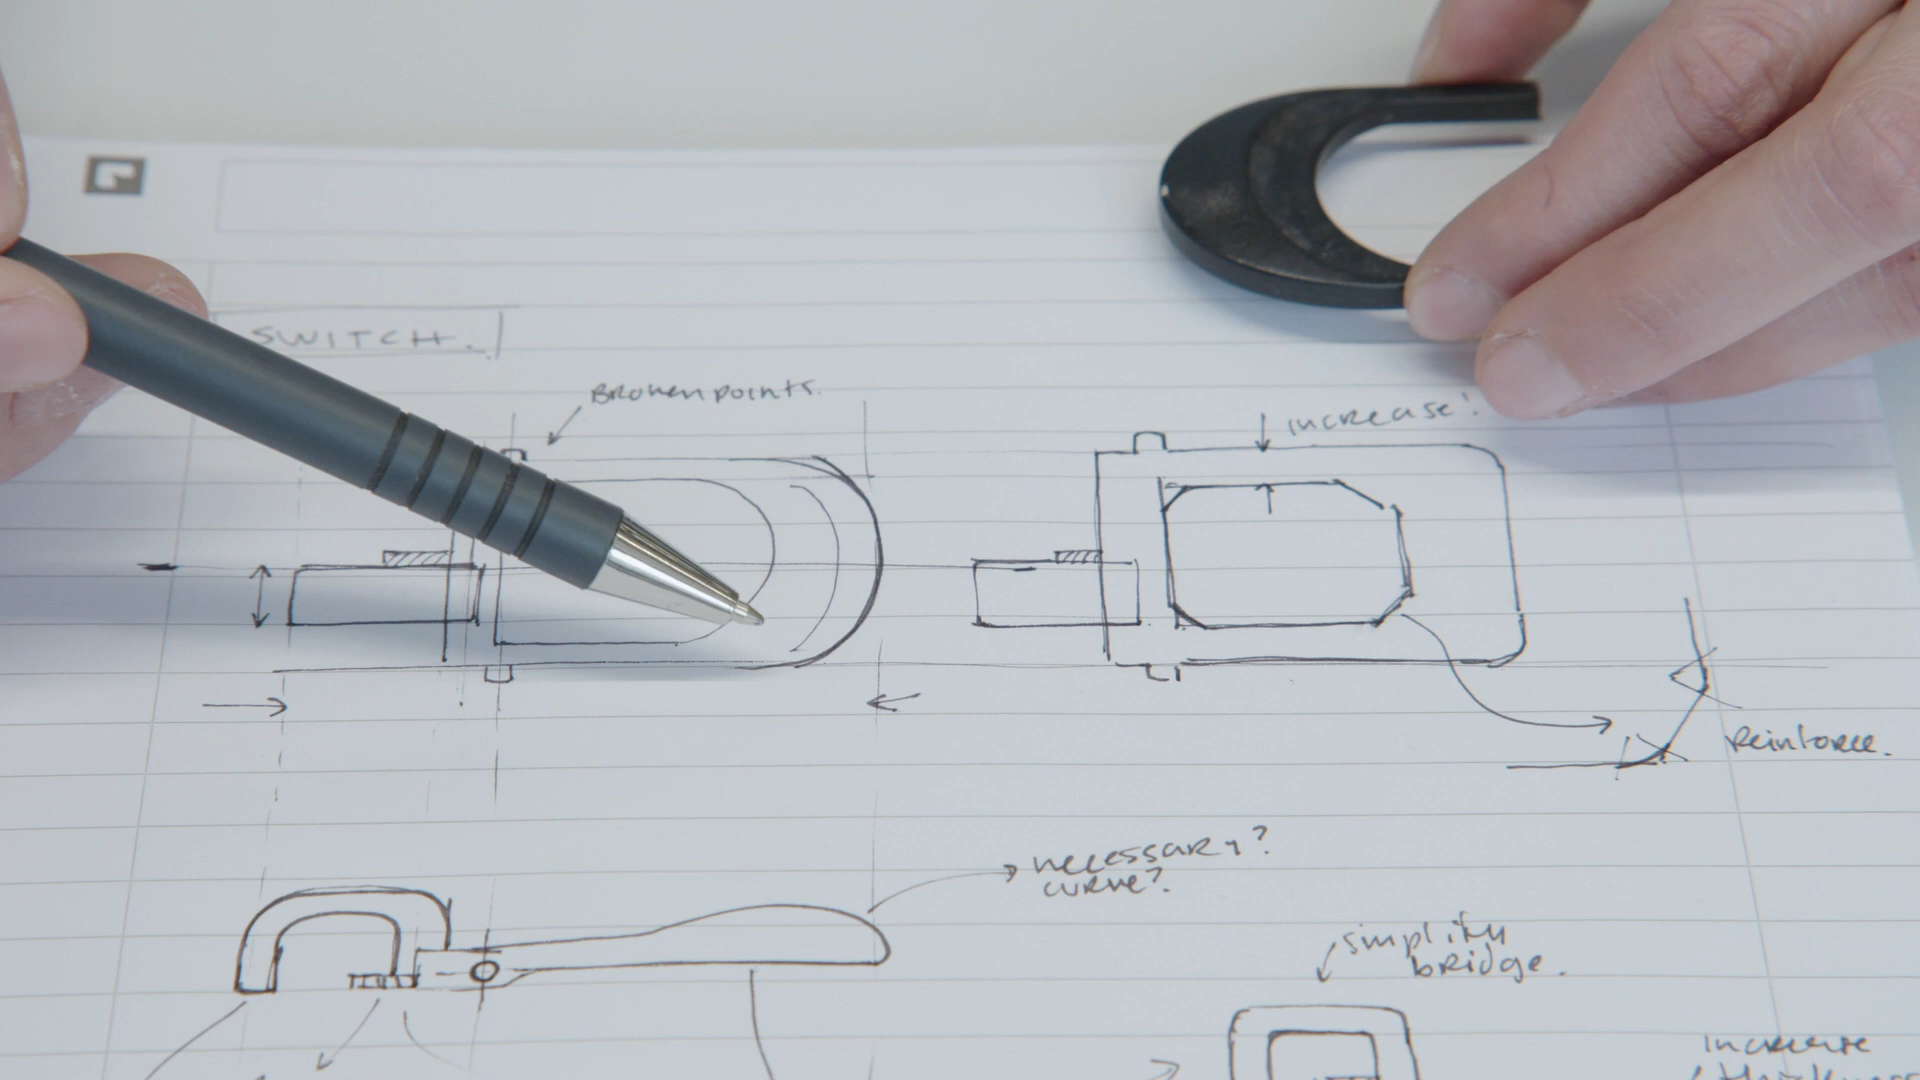 SWITCH.
Broken points.
increase!
Reinforce.
necessary?
curve?
simplify
bridge.
increase